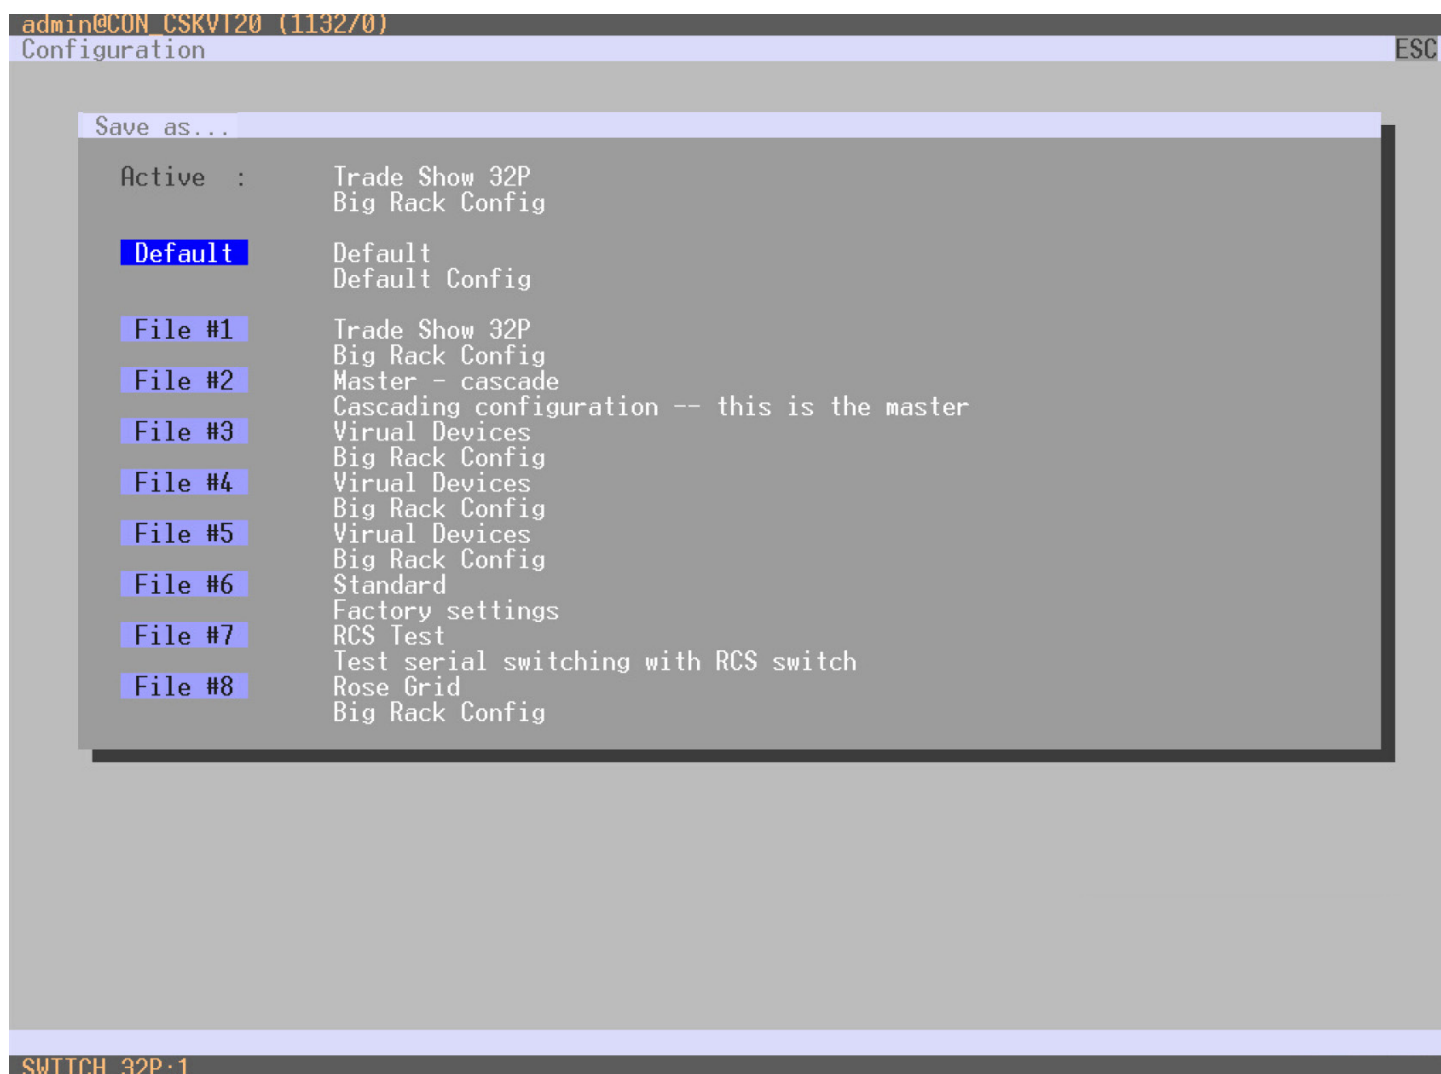 admin@CON_CSKVT20 (1132/0)
Configuration ESC
Save as...
Active : Trade Show 32P
Big Rack Config
Default Default
Default Config
File #1 Trade Show 32P
Big Rack Config
File #2 Master - cascade
Cascading configuration -- this is the master
File #3 Virual Devices
Big Rack Config
File #4 Virual Devices
Big Rack Config
File #5 Virual Devices
Big Rack Config
File #6 Standard
Factory settings
File #7 RCS Test
Test serial switching with RCS switch
File #8 Rose Grid
Big Rack Config
SWITCH_32P:1